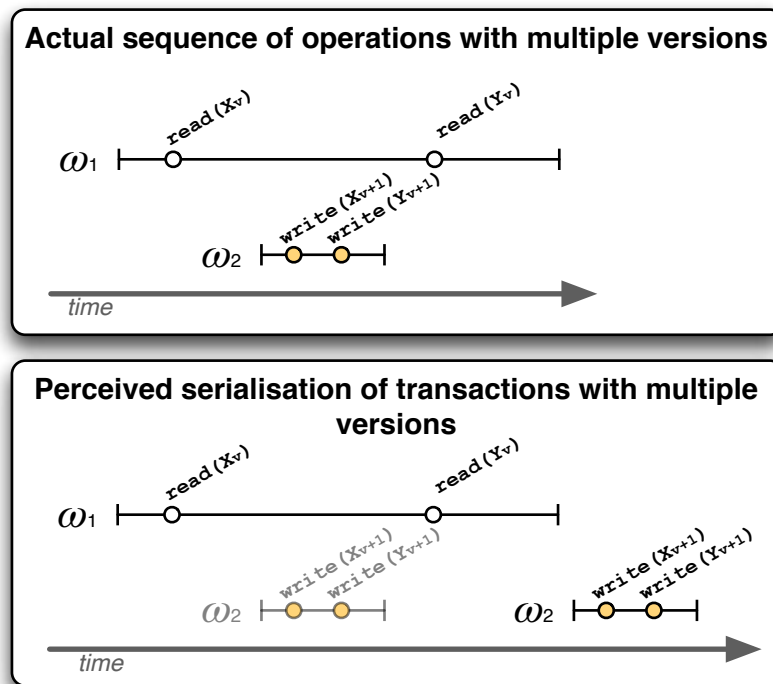 Actual sequence of operations with multiple versions
read(Xv)
read(Yv)
ω1
write(Xv+1)
write(Yv+1)
ω2
time
Perceived serialisation of transactions with multiple
versions
read(Xv)
read(Yv)
ω1
write(Xv+1)
write(Yv+1)
write(Xv+1)
write(Yv+1)
ω2
ω2
time